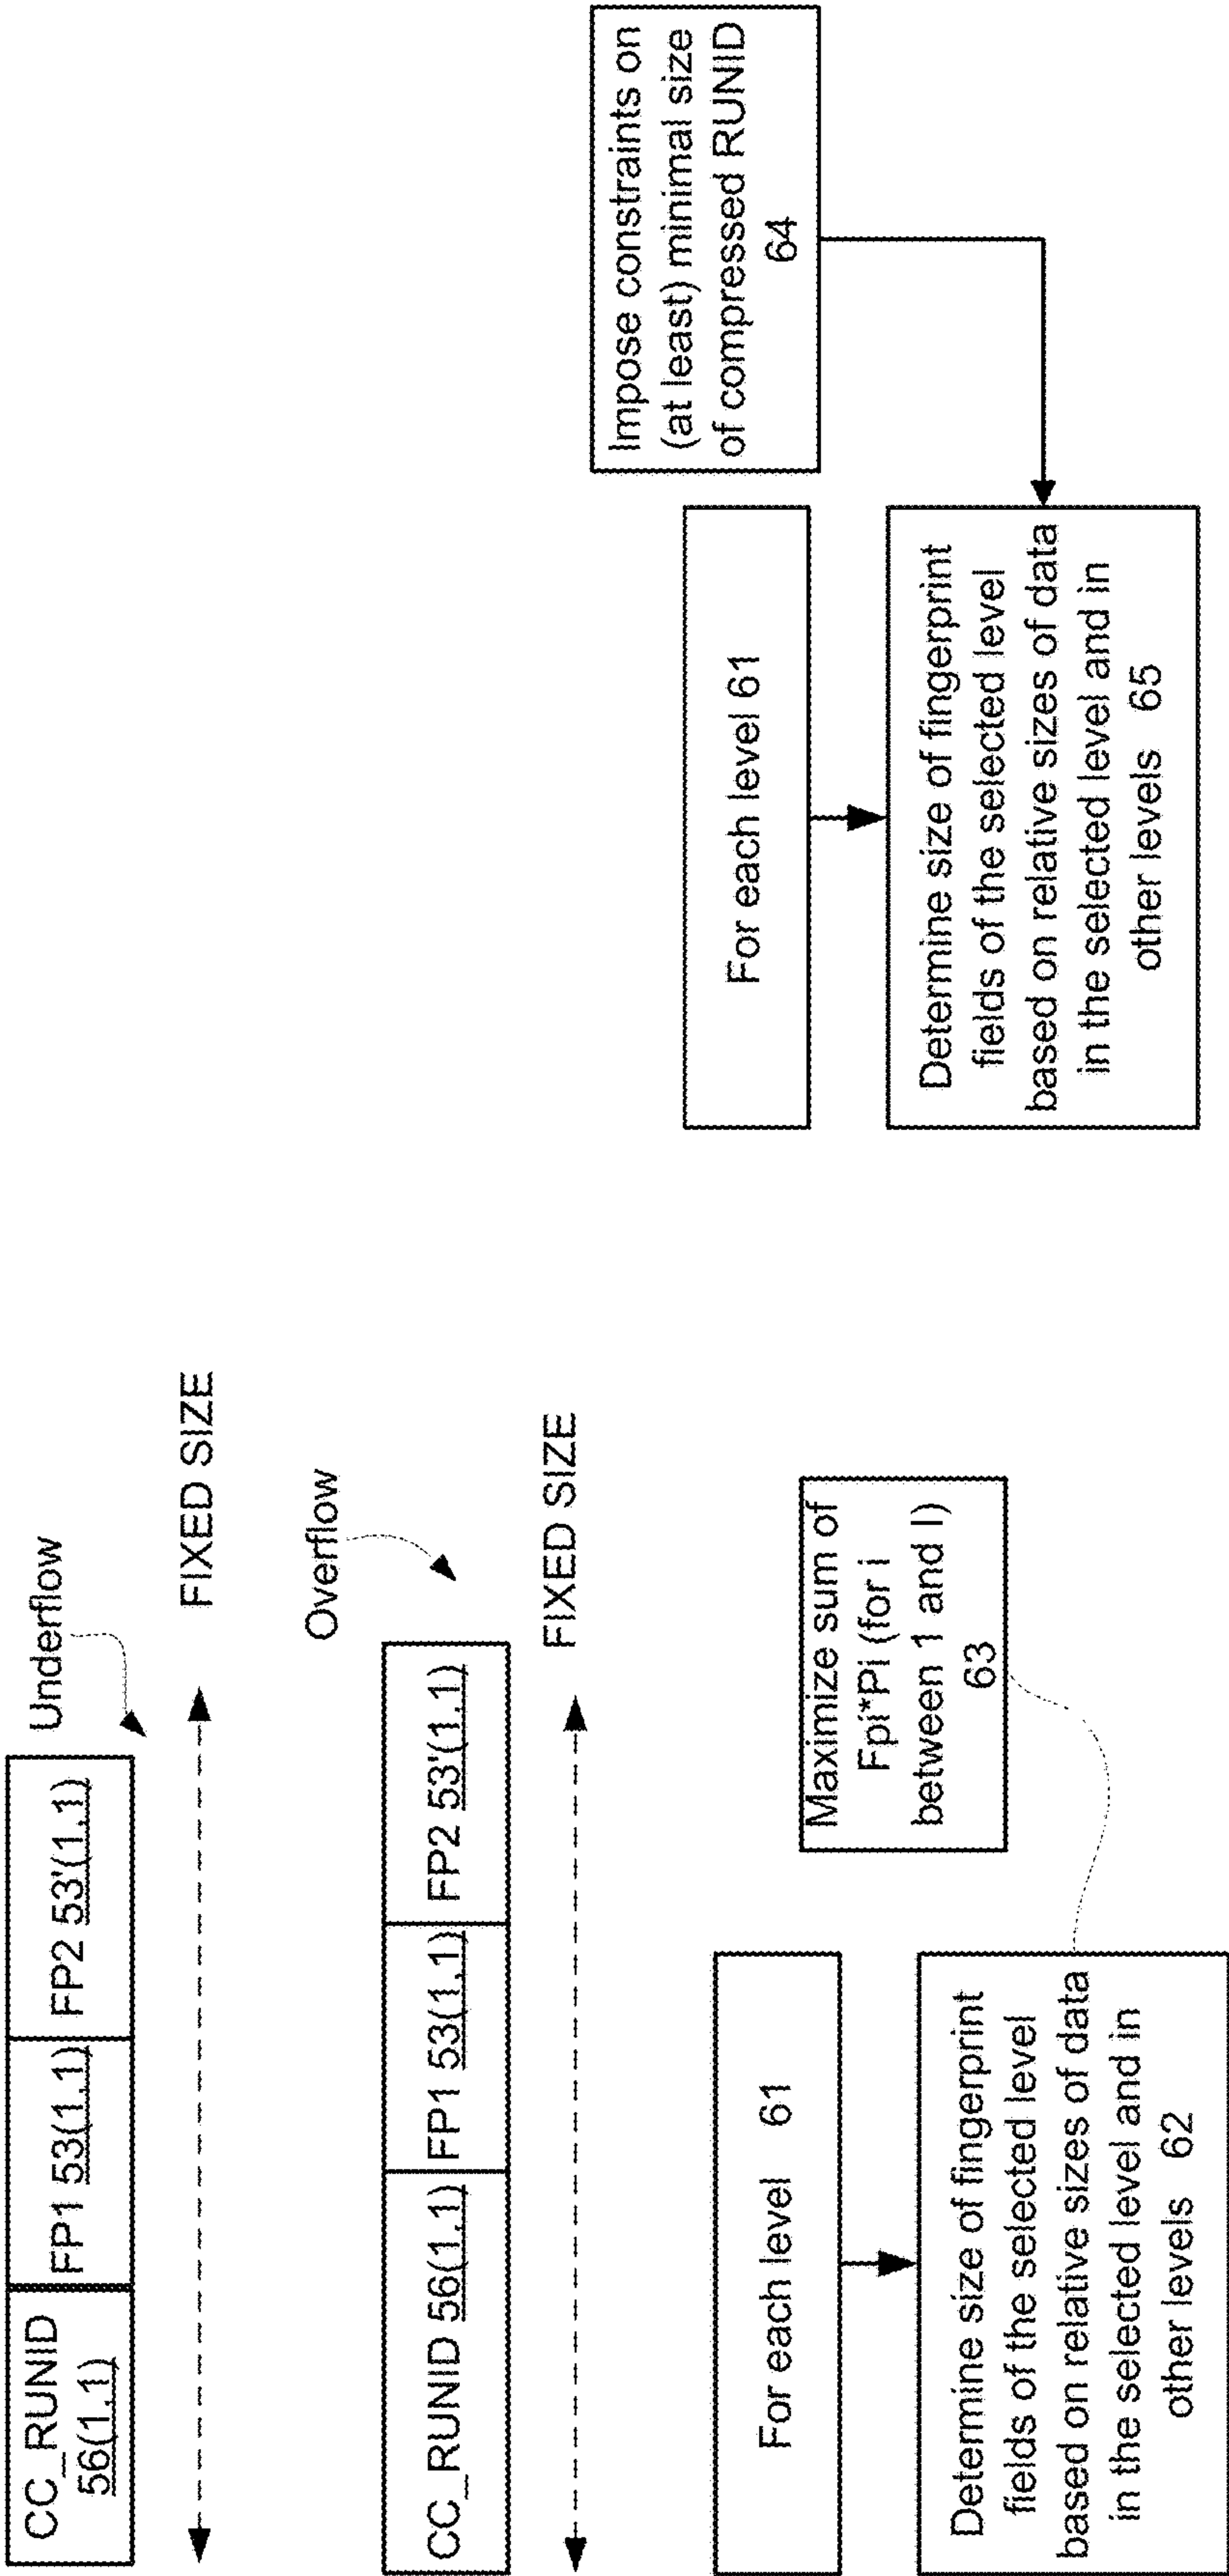 Underflow
CC_RUNID
56(1.1)
FP1 53(1.1)
FP2 53'(1.1)
FIXED SIZE
Overflow
CC_RUNID 56(1.1)
FP1 53(1.1)
FP2 53'(1.1)
FIXED SIZE
For each level 61
Determine size of fingerprint
fields of the selected level
based on relative sizes of data
in the selected level and in
other levels 62
Maximize sum of
Fpi*Pi (for i
between 1 and I)
63
Impose constraints on
(at least) minimal size
of compressed RUNID
64
For each level 61
Determine size of fingerprint
fields of the selected level
based on relative sizes of data
in the selected level and in
other levels 65